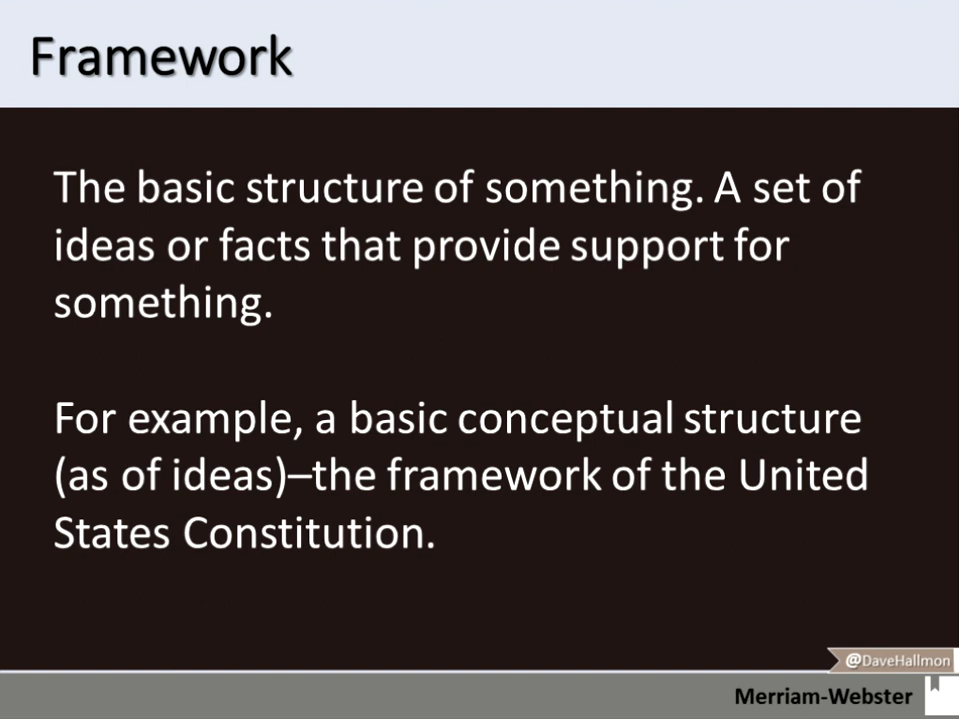 Framework
The basic structure of something. A set of
ideas or facts that provide support for
something.
For example, a basic conceptual structure
(as of ideas)–the framework of the United
States Constitution.
@DaveHallmon
Merriam-Webster